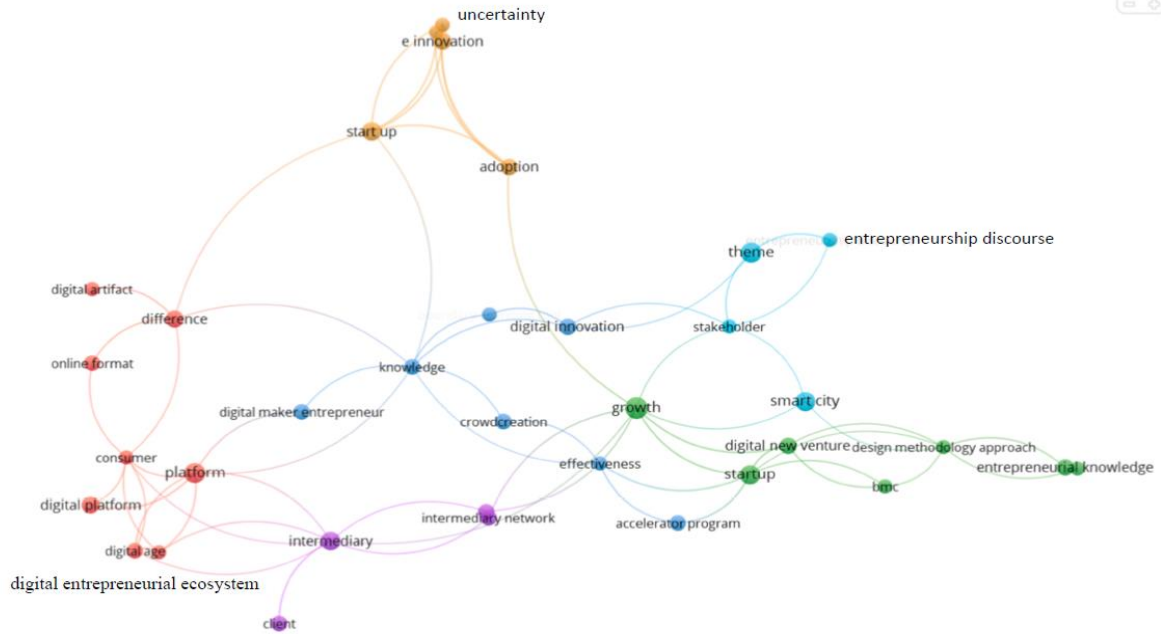 uncertainty
e innovation
start up
adoption
entrepreneurship discourse
theme
digital artifact
difference
digital innovation
stakeholder
online format
knowledge
digital maker entrepreneur
crowdcreation
growth
smart city
consumer
platform
effectiveness
digital new venture
design methodology approach
startup
entrepreneurial knowledge
bmc
digital platform
intermediary network
accelerator program
digital age
intermediary
digital entrepreneurial ecosystem
client